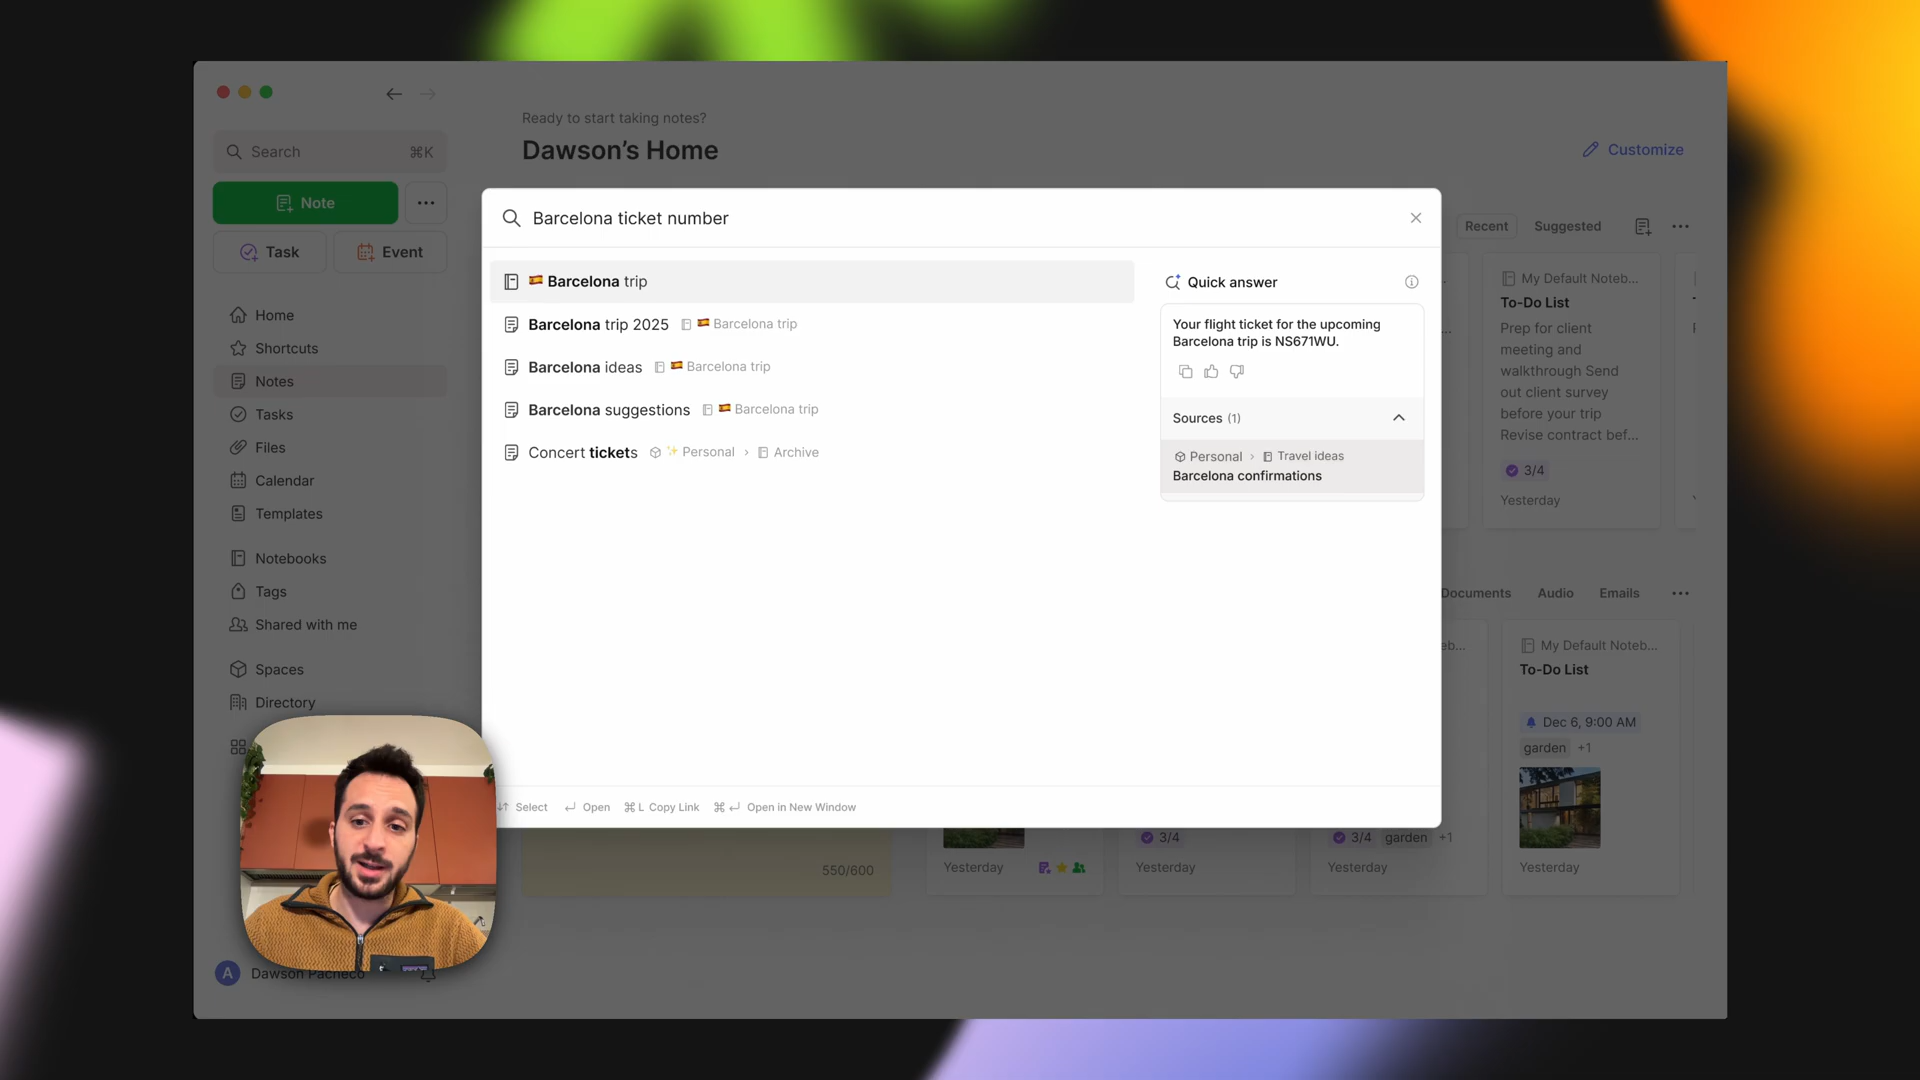 Ready to start taking notes?
Dawson's Home
Customize
Search ⌘K
Note
Task
Event
Home
Shortcuts
Notes
Tasks
Files
Calendar
Templates
Notebooks
Tags
Shared with me
Spaces
Directory
A Dawson Pacheco
Barcelona ticket number
Barcelona trip
Barcelona trip 2025 Barcelona trip
Barcelona ideas Barcelona trip
Barcelona suggestions Barcelona trip
Concert tickets Personal › Archive
Quick answer
Your flight ticket for the upcoming
Barcelona trip is NS671WU.
Sources (1)
Personal › Travel ideas
Barcelona confirmations
Select Open ⌘ L Copy Link ⌘ Open in New Window
Recent Suggested
My Default Noteb...
To-Do List
Prep for client
meeting and
walkthrough Send
out client survey
before your trip
Revise contract bef...
3/4
Yesterday
Documents Audio Emails
My Default Noteb...
To-Do List
Dec 6, 9:00 AM
garden +1
Yesterday
550/600
Yesterday
3/4
Yesterday
3/4 garden +1
Yesterday